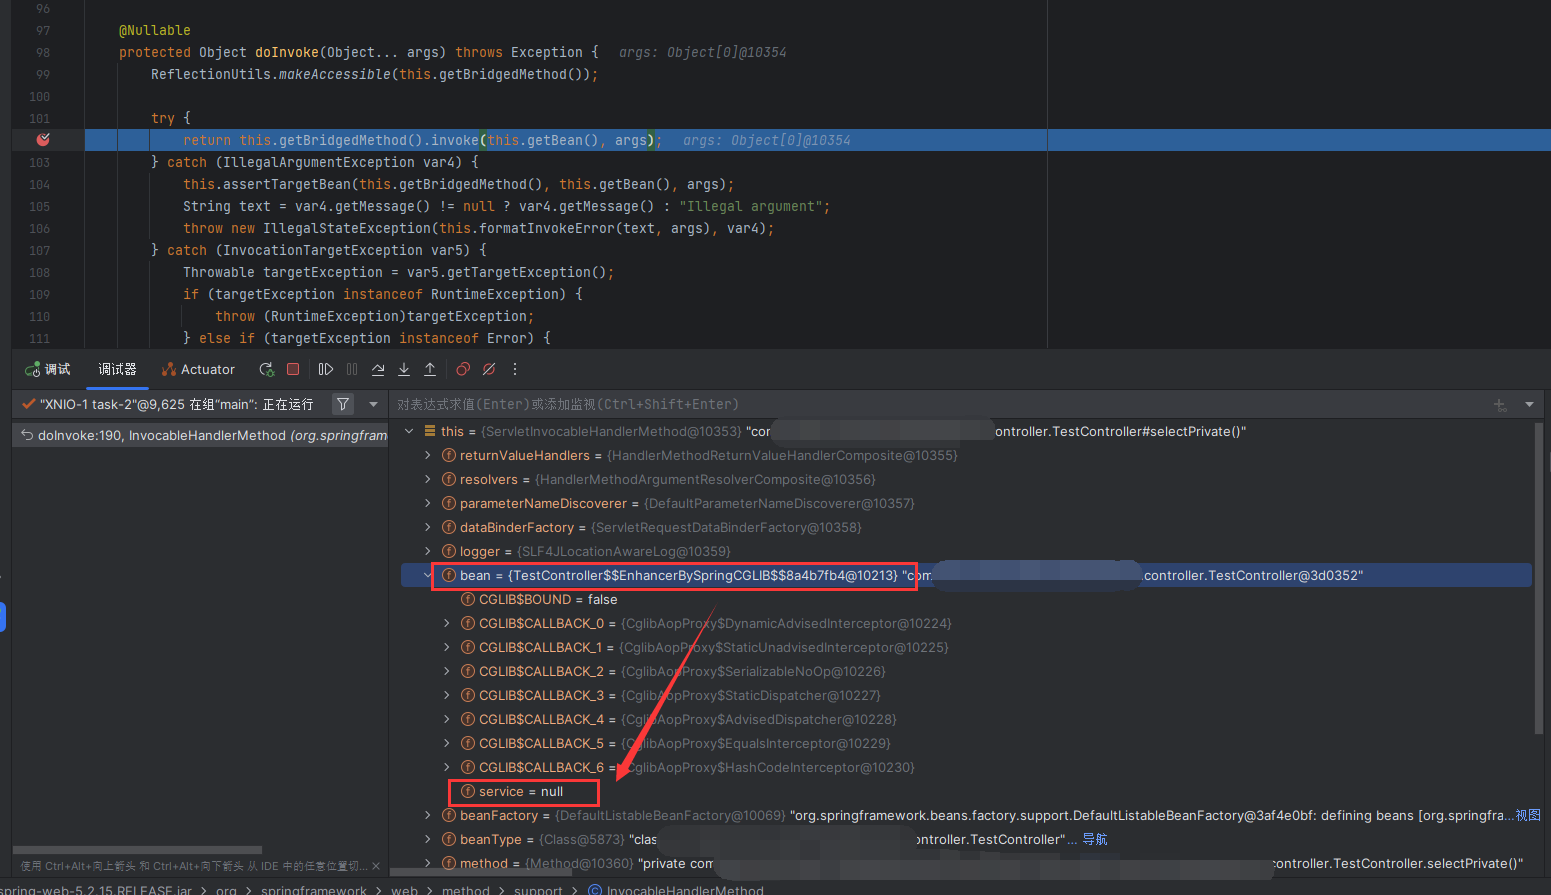 96
97 @Nullable
98 protected Object doInvoke(Object... args) throws Exception { args: Object[0]@10354
99 ReflectionUtils.makeAccessible(this.getBridgedMethod());
100
101 try {
return this.getBridgedMethod().invoke(this.getBean(), args); args: Object[0]@10354
103 } catch (IllegalArgumentException var4) {
104 this.assertTargetBean(this.getBridgedMethod(), this.getBean(), args);
105 String text = var4.getMessage() != null ? var4.getMessage() : "Illegal argument";
106 throw new IllegalStateException(this.formatInvokeError(text, args), var4);
107 } catch (InvocationTargetException var5) {
108 Throwable targetException = var5.getTargetException();
109 if (targetException instanceof RuntimeException) {
110 throw (RuntimeException)targetException;
111 } else if (targetException instanceof Error) {
调试 调试器 Actuator
"XNIO-1 task-2"@9,625 在组"main": 正在运行
对表达式求值(Enter)或添加监视(Ctrl+Shift+Enter)
doInvoke:190, InvocableHandlerMethod (org.springframe
this = {ServletInvocableHandlerMethod@10353} "cor ontroller.TestController#selectPrivate()"
returnValueHandlers = {HandlerMethodReturnValueHandlerComposite@10355}
resolvers = {HandlerMethodArgumentResolverComposite@10356}
parameterNameDiscoverer = {DefaultParameterNameDiscoverer@10357}
dataBinderFactory = {ServletRequestDataBinderFactory@10358}
logger = {SLF4JLocationAwareLog@10359}
bean = {TestController$$EnhancerBySpringCGLIB$$8a4b7fb4@10213} "com .controller.TestController@3d0352"
CGLIB$BOUND = false
CGLIB$CALLBACK_0 = {CglibAopProxy$DynamicAdvisedInterceptor@10224}
CGLIB$CALLBACK_1 = {CglibAopProxy$StaticUnadvisedInterceptor@10225}
CGLIB$CALLBACK_2 = {CglibAopProxy$SerializableNoOp@10226}
CGLIB$CALLBACK_3 = {CglibAopProxy$StaticDispatcher@10227}
CGLIB$CALLBACK_4 = {CglibAopProxy$AdvisedDispatcher@10228}
CGLIB$CALLBACK_5 = {CglibAopProxy$EqualsInterceptor@10229}
CGLIB$CALLBACK_6 = {CglibAopProxy$HashCodeInterceptor@10230}
service = null
beanFactory = {DefaultListableBeanFactory@10069} "org.springframework.beans.factory.support.DefaultListableBeanFactory@3af4e0bf: defining beans [org.springfra... 视图
beanType = {Class@5873} "clas ontroller.TestController"... 导航
method = {Method@10360} "private com controller.TestController.selectPrivate()"
使用 Ctrl+Alt+向上箭头 和 Ctrl+Alt+向下箭头 从 IDE 中的任意位置切...
spring-web-5.2.15.RELEASE.jar > org > springframework > web > method > support > InvocableHandlerMethod